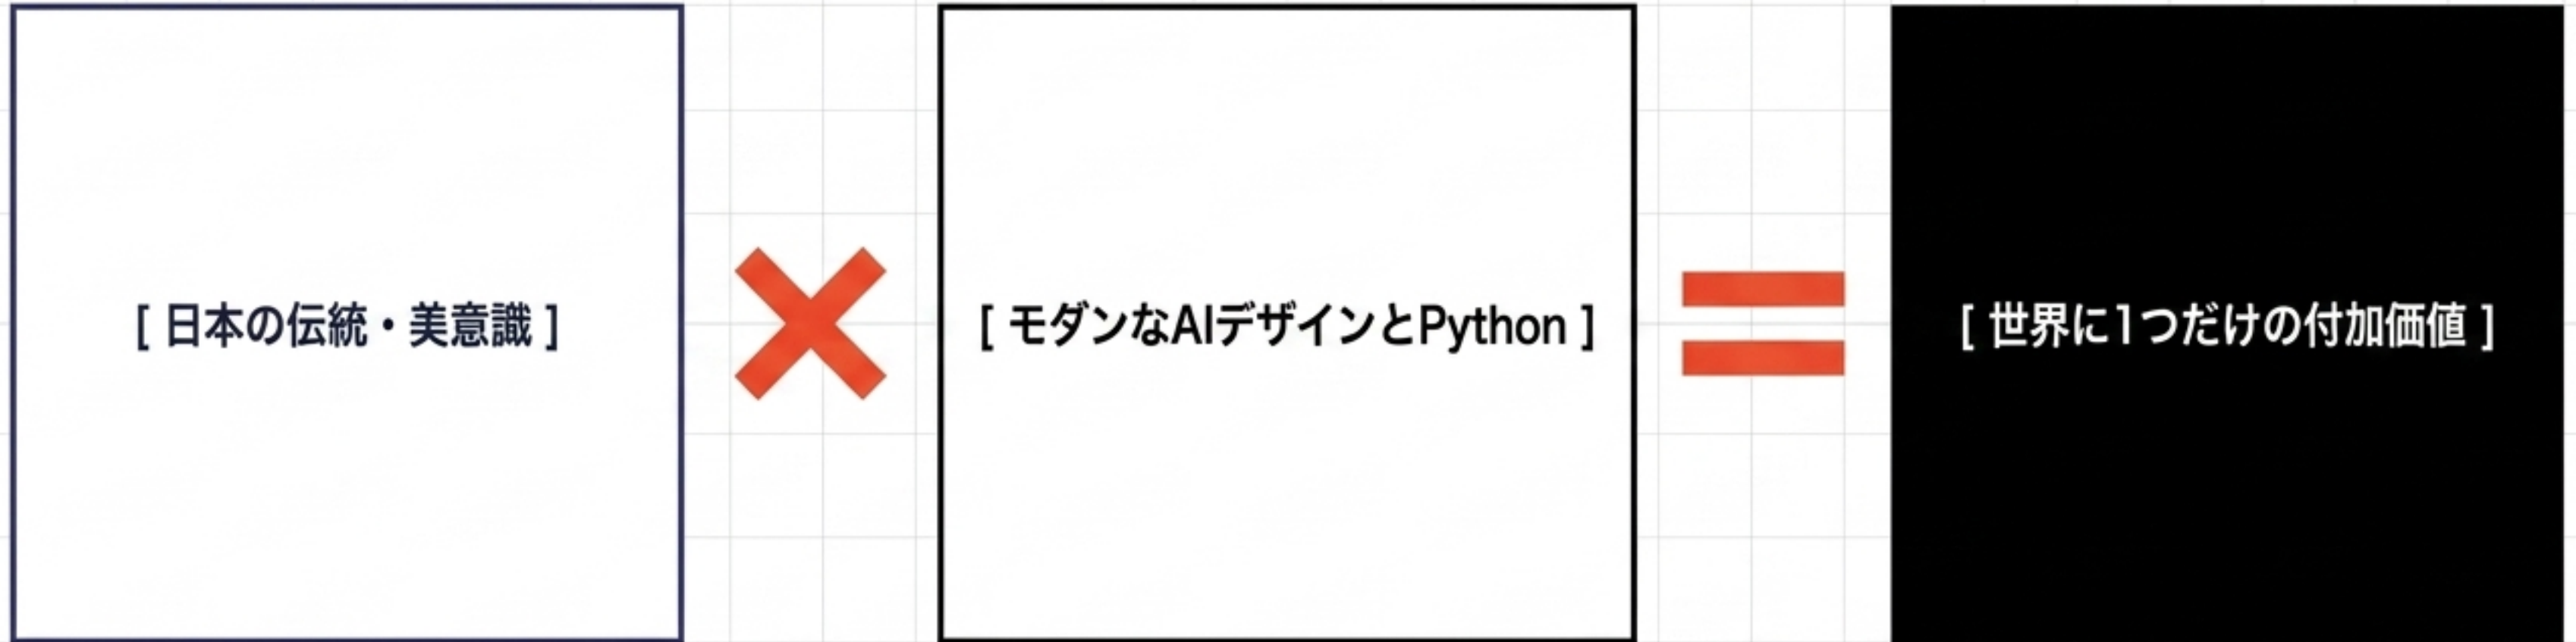 [ 日本の伝統・美意識 ]
[ モダンなAIデザインとPython ]
[ 世界に1つだけの付加価値 ]